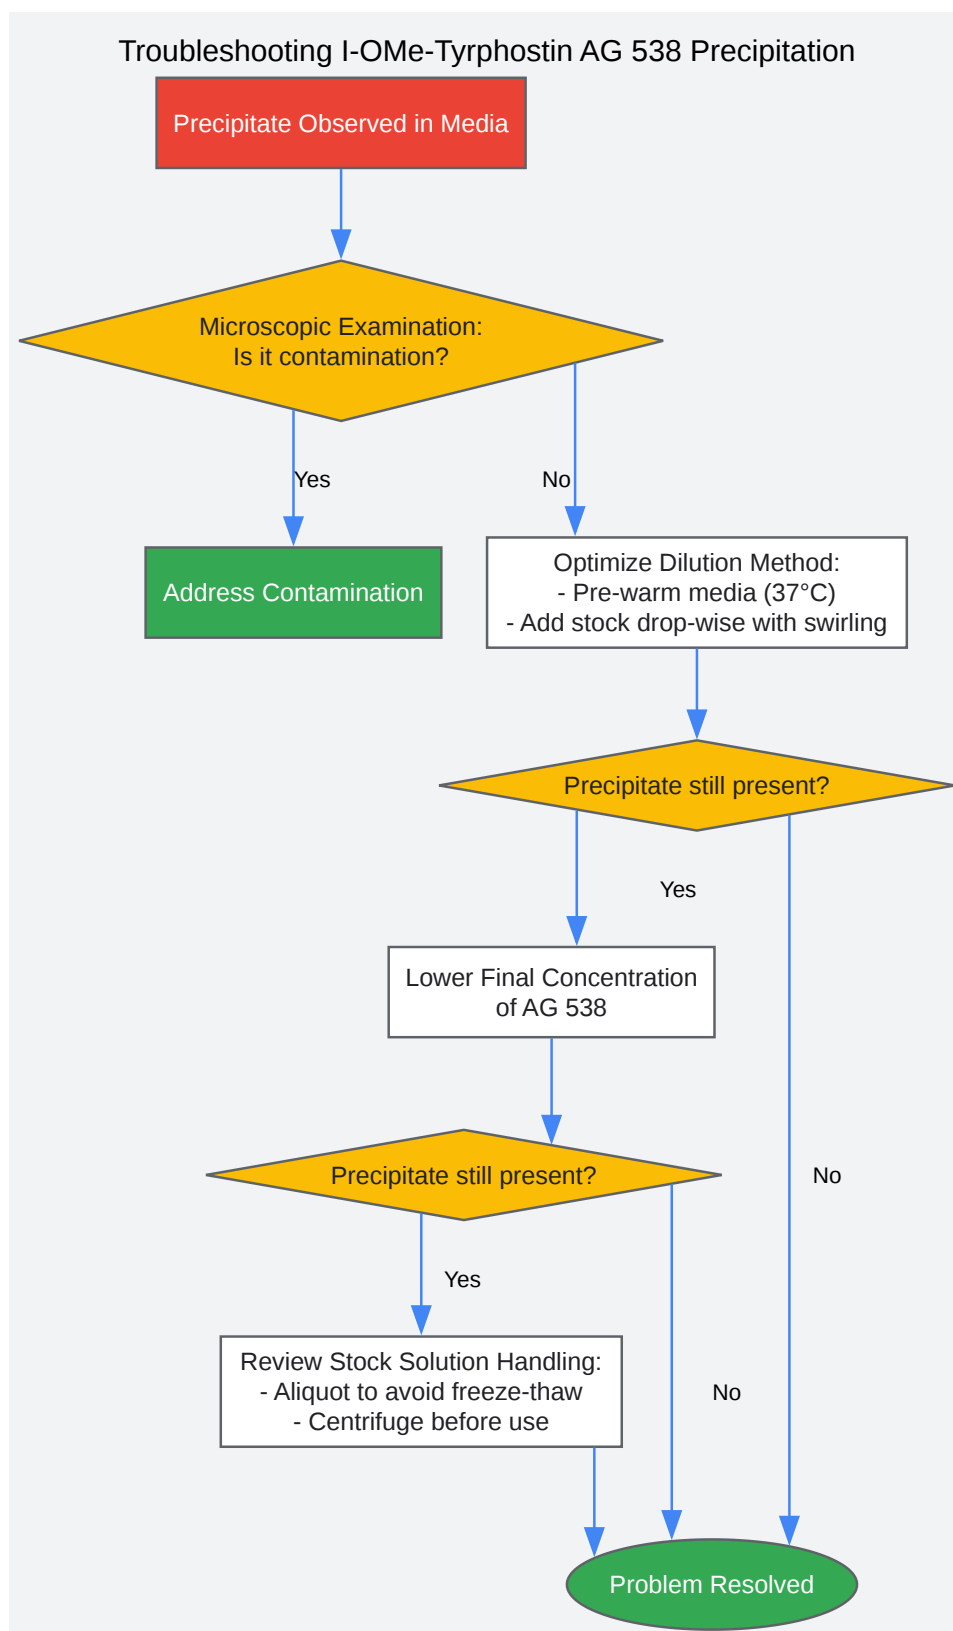 Troubleshooting I-OMe-Tyrphostin AG 538 Precipitation
Precipitate Observed in Media
Microscopic Examination:
Is it contamination?
Yes
No
Address Contamination
Optimize Dilution Method:
- Pre-warm media (37°C)
- Add stock drop-wise with swirling
Precipitate still present?
Yes
Lower Final Concentration
of AG 538
Precipitate still present?
No
Yes
Review Stock Solution Handling:
- Aliquot to avoid freeze-thaw
- Centrifuge before use
No
Problem Resolved